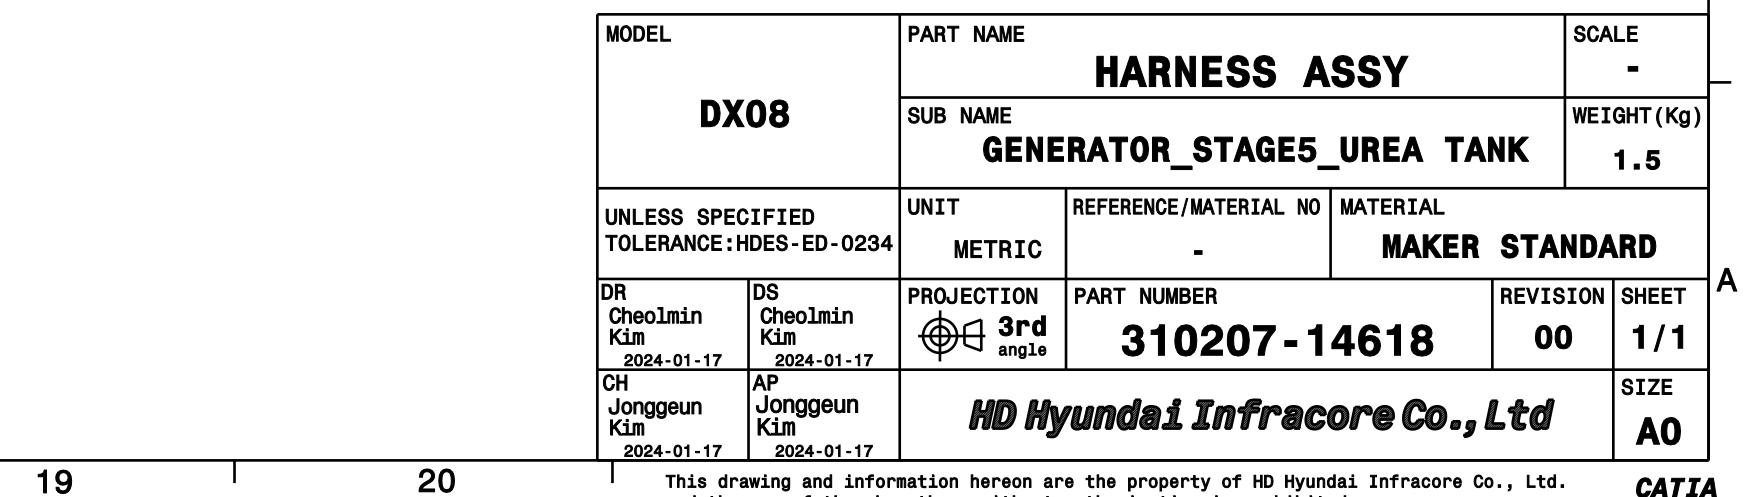 MODEL
DX08
PART NAME
HARNESS ASSY
SCALE
-
SUB NAME
GENERATOR_STAGE5_UREA TANK
WEIGHT(Kg)
1.5
UNLESS SPECIFIED
TOLERANCE:HDES-ED-0234
UNIT
METRIC
REFERENCE/MATERIAL NO
-
MATERIAL
MAKER STANDARD
DR
Cheolmin
Kim
2024-01-17
DS
Cheolmin
Kim
2024-01-17
PROJECTION
3rd
angle
PART NUMBER
310207-14618
REVISION
00
SHEET
1/1
A
CH
Jonggeun
Kim
2024-01-17
AP
Jonggeun
Kim
2024-01-17
HD Hyundai Infracore Co.,Ltd
SIZE
A0
19
20
This drawing and information hereon are the property of HD Hyundai Infracore Co., Ltd.
CATIA